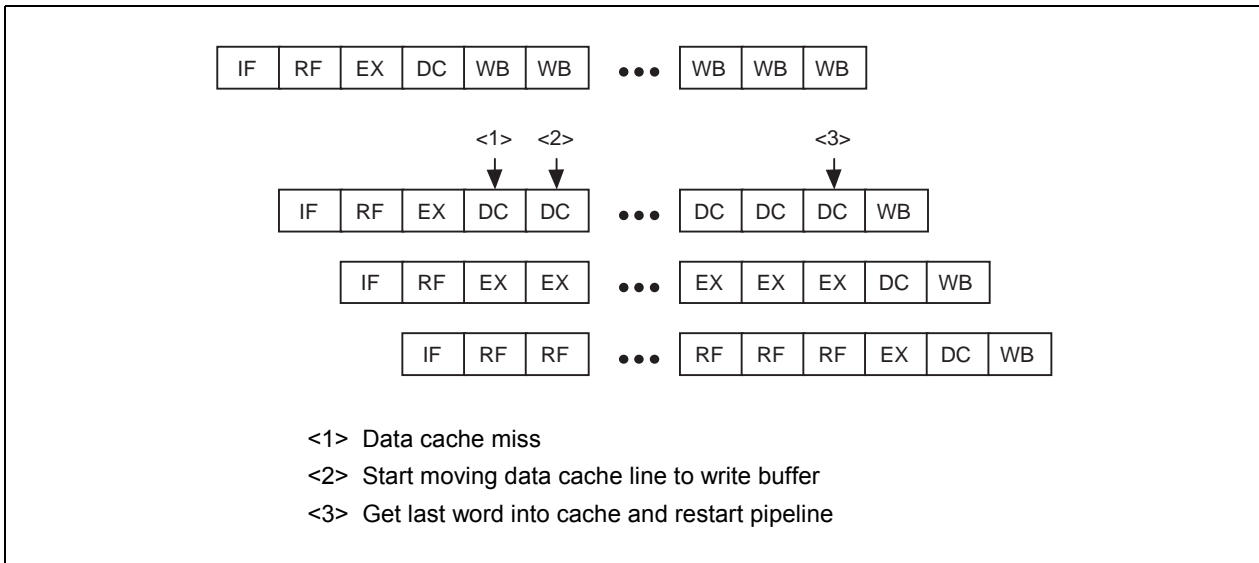 IF RF EX DC WB WB ••• WB WB WB
<1> <2> <3>
IF RF EX DC DC ••• DC DC DC WB
IF RF EX EX ••• EX EX EX DC WB
IF RF RF ••• RF RF RF EX DC WB
<1> Data cache miss
<2> Start moving data cache line to write buffer
<3> Get last word into cache and restart pipeline